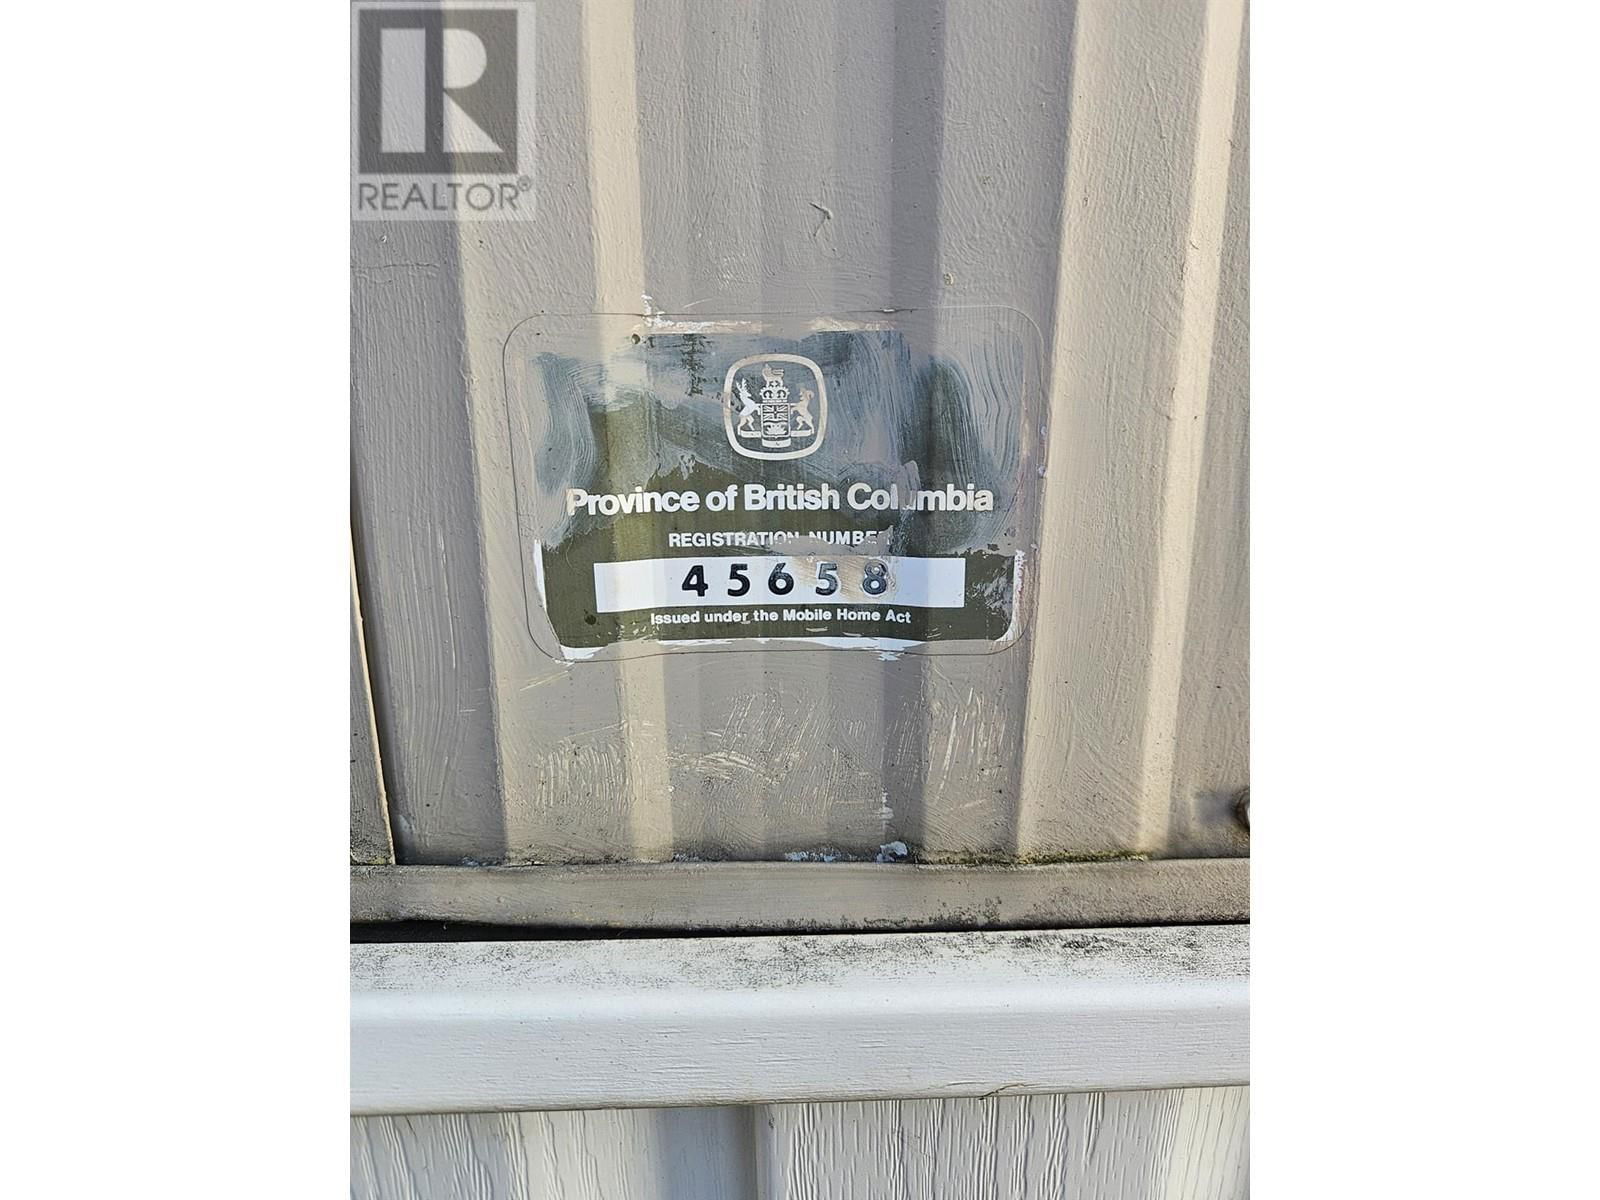 REALTOR®
Province of British Columbia
REGISTRATION NUMBER
45658
Issued under the Mobile Home Act